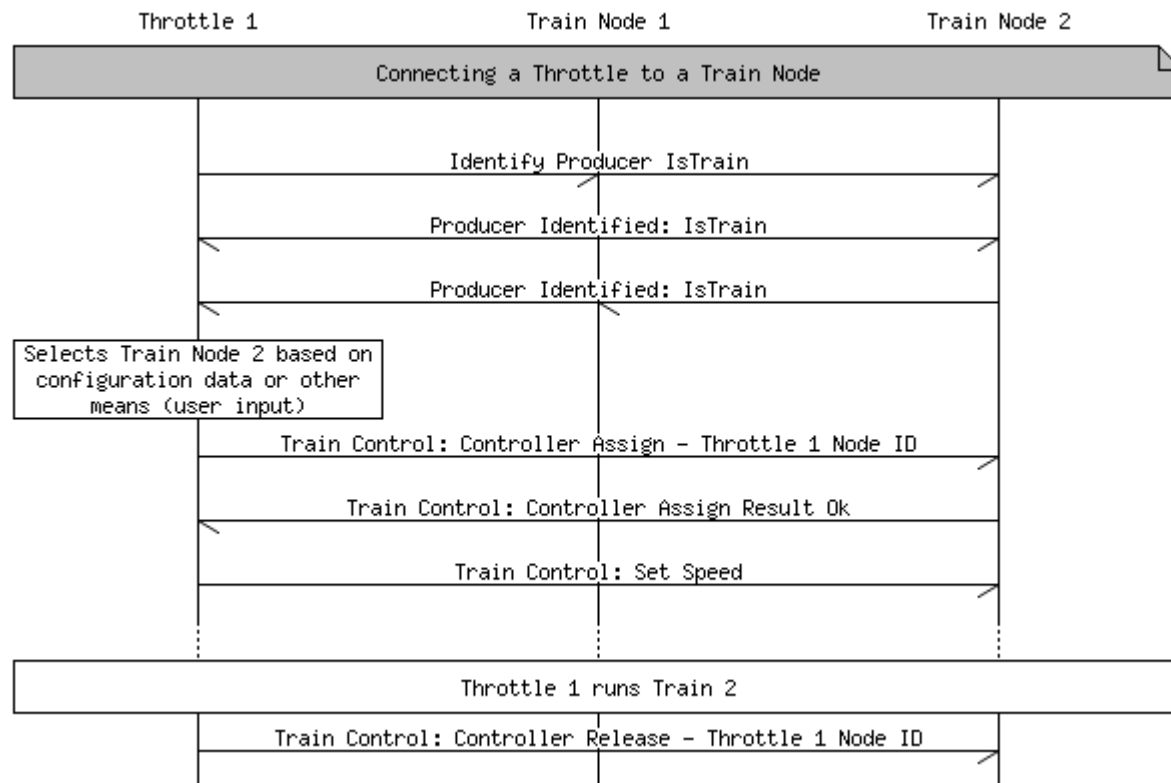 Throttle 1
Train Node 1
Train Node 2
Connecting a Throttle to a Train Node
Identify Producer IsTrain
Producer Identified: IsTrain
Producer Identified: IsTrain
Selects Train Node 2 based on
configuration data or other
means (user input)
Train Control: Controller Assign - Throttle 1 Node ID
Train Control: Controller Assign Result Ok
Train Control: Set Speed
Throttle 1 runs Train 2
Train Control: Controller Release - Throttle 1 Node ID